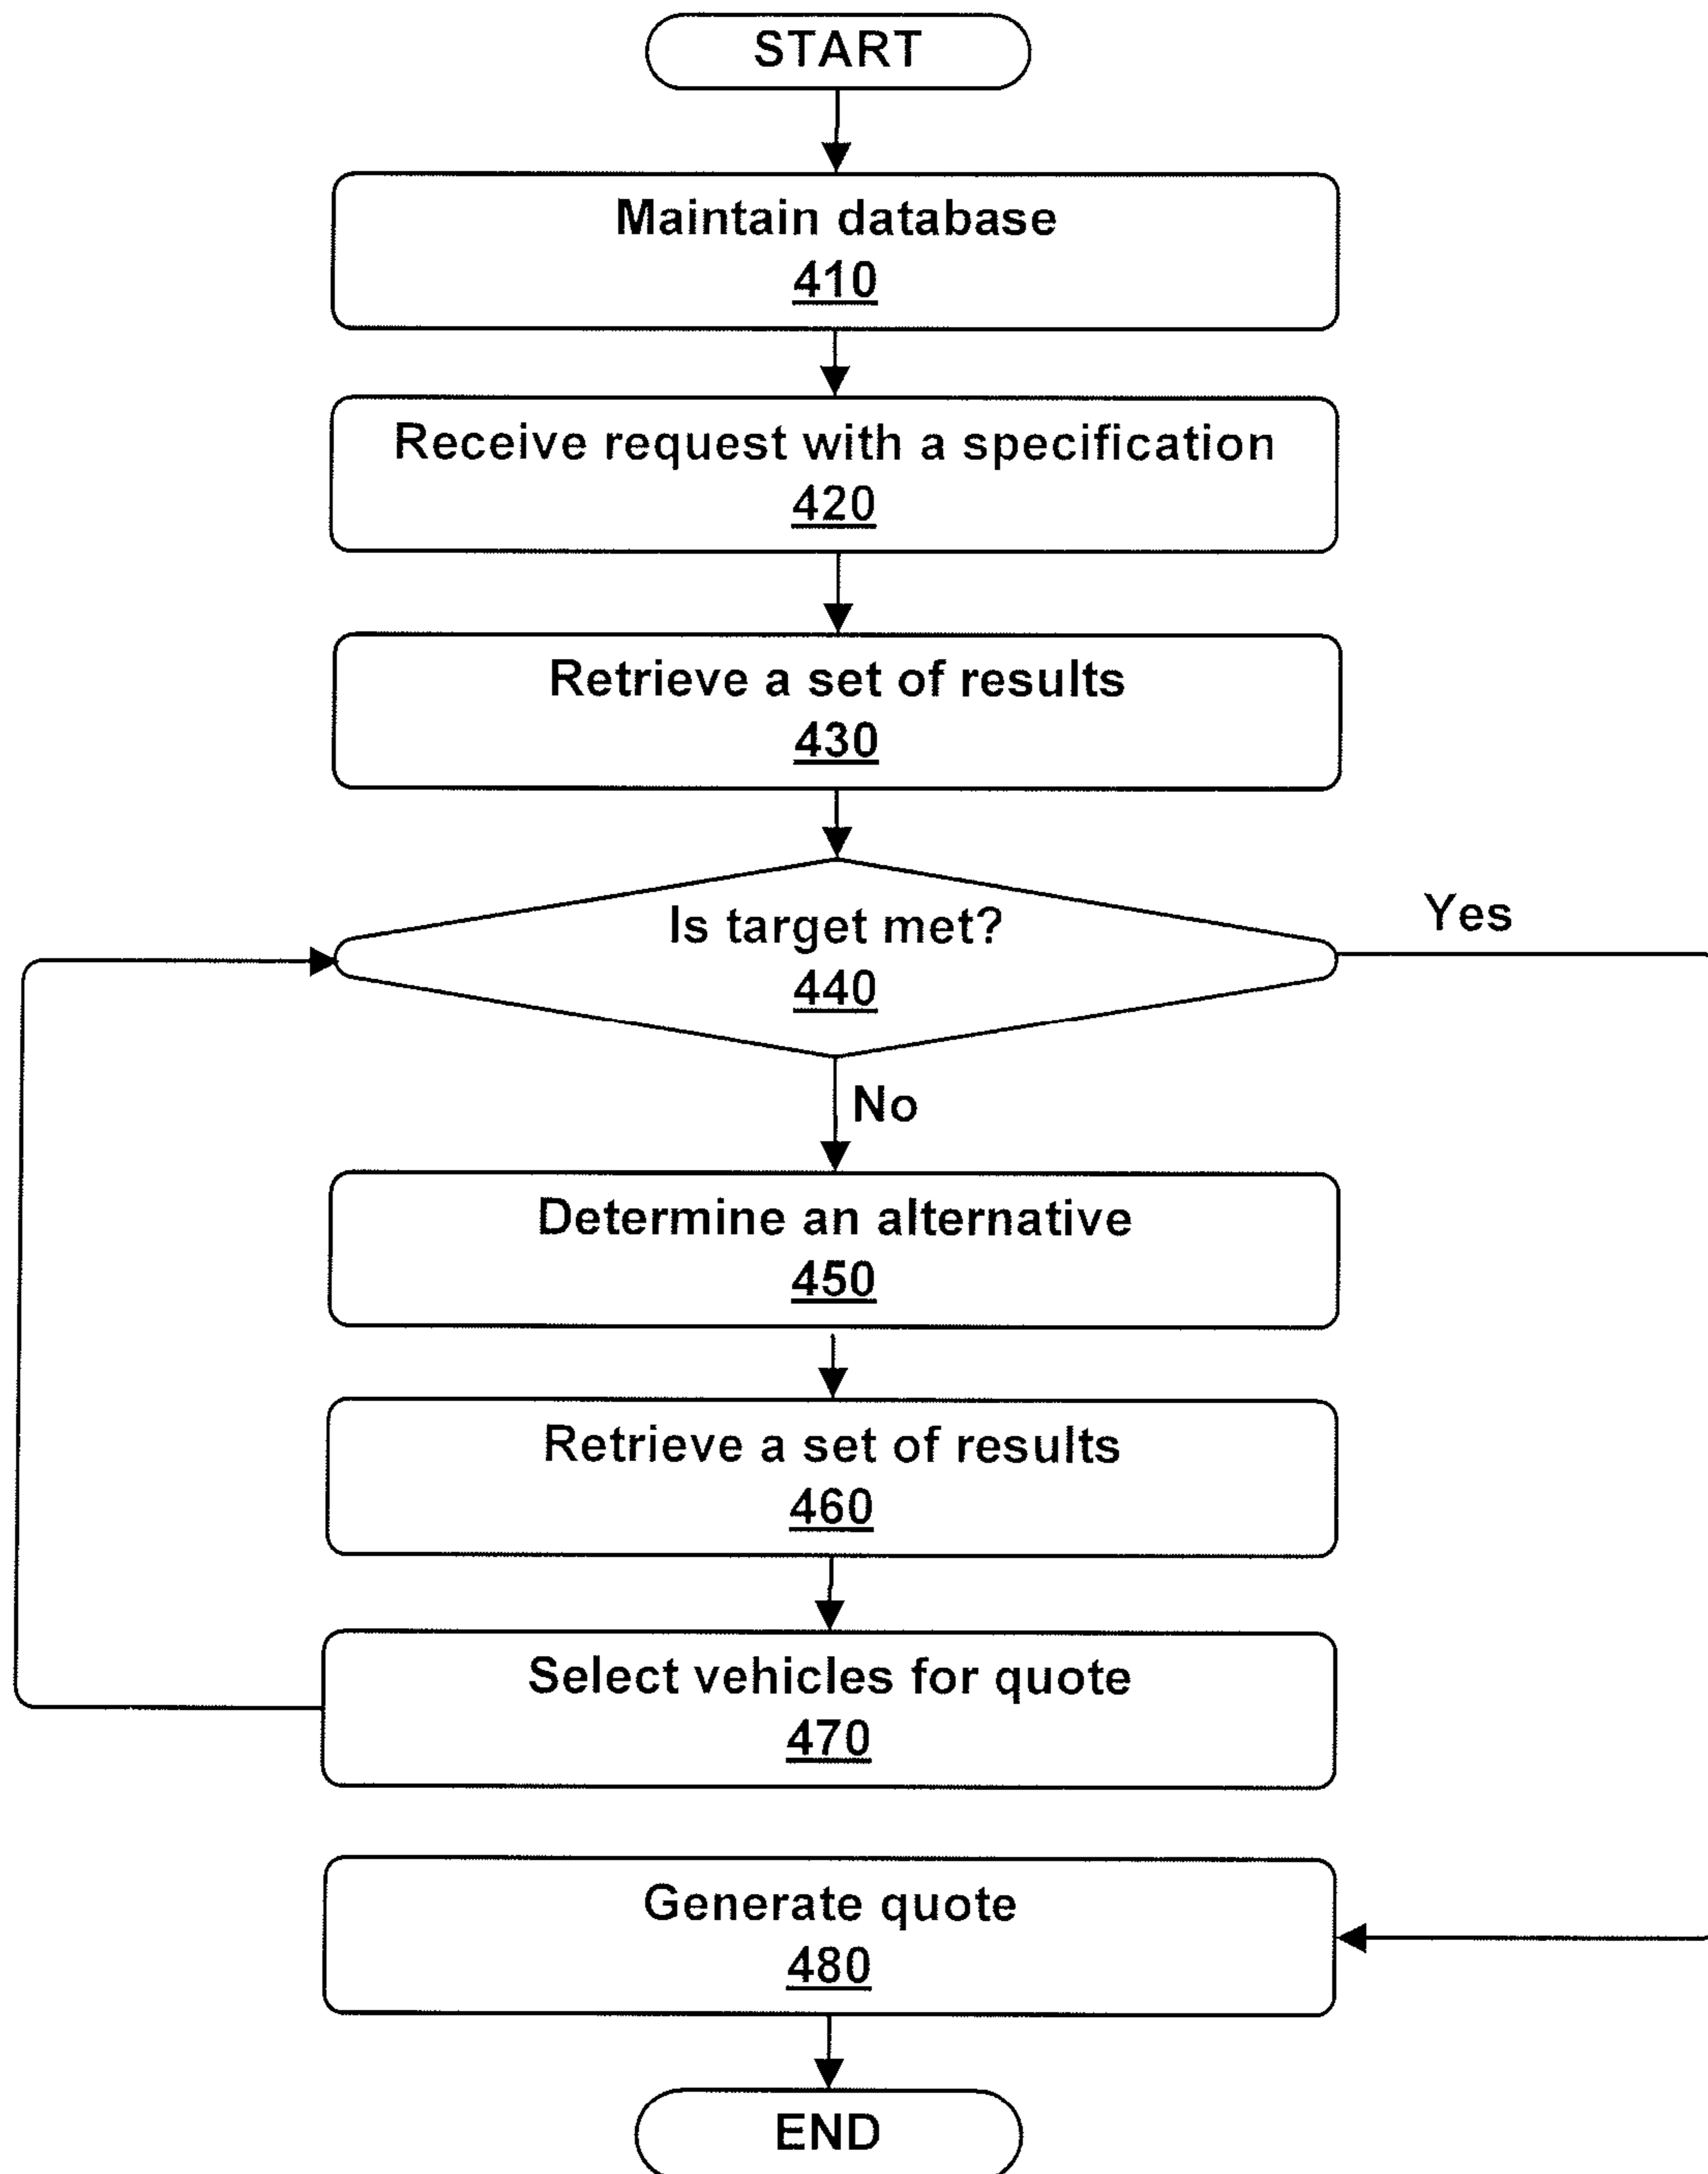 START
Maintain database
410
Receive request with a specification
420
Retrieve a set of results
430
Is target met?
440
Yes
No
Determine an alternative
450
Retrieve a set of results
460
Select vehicles for quote
470
Generate quote
480
END